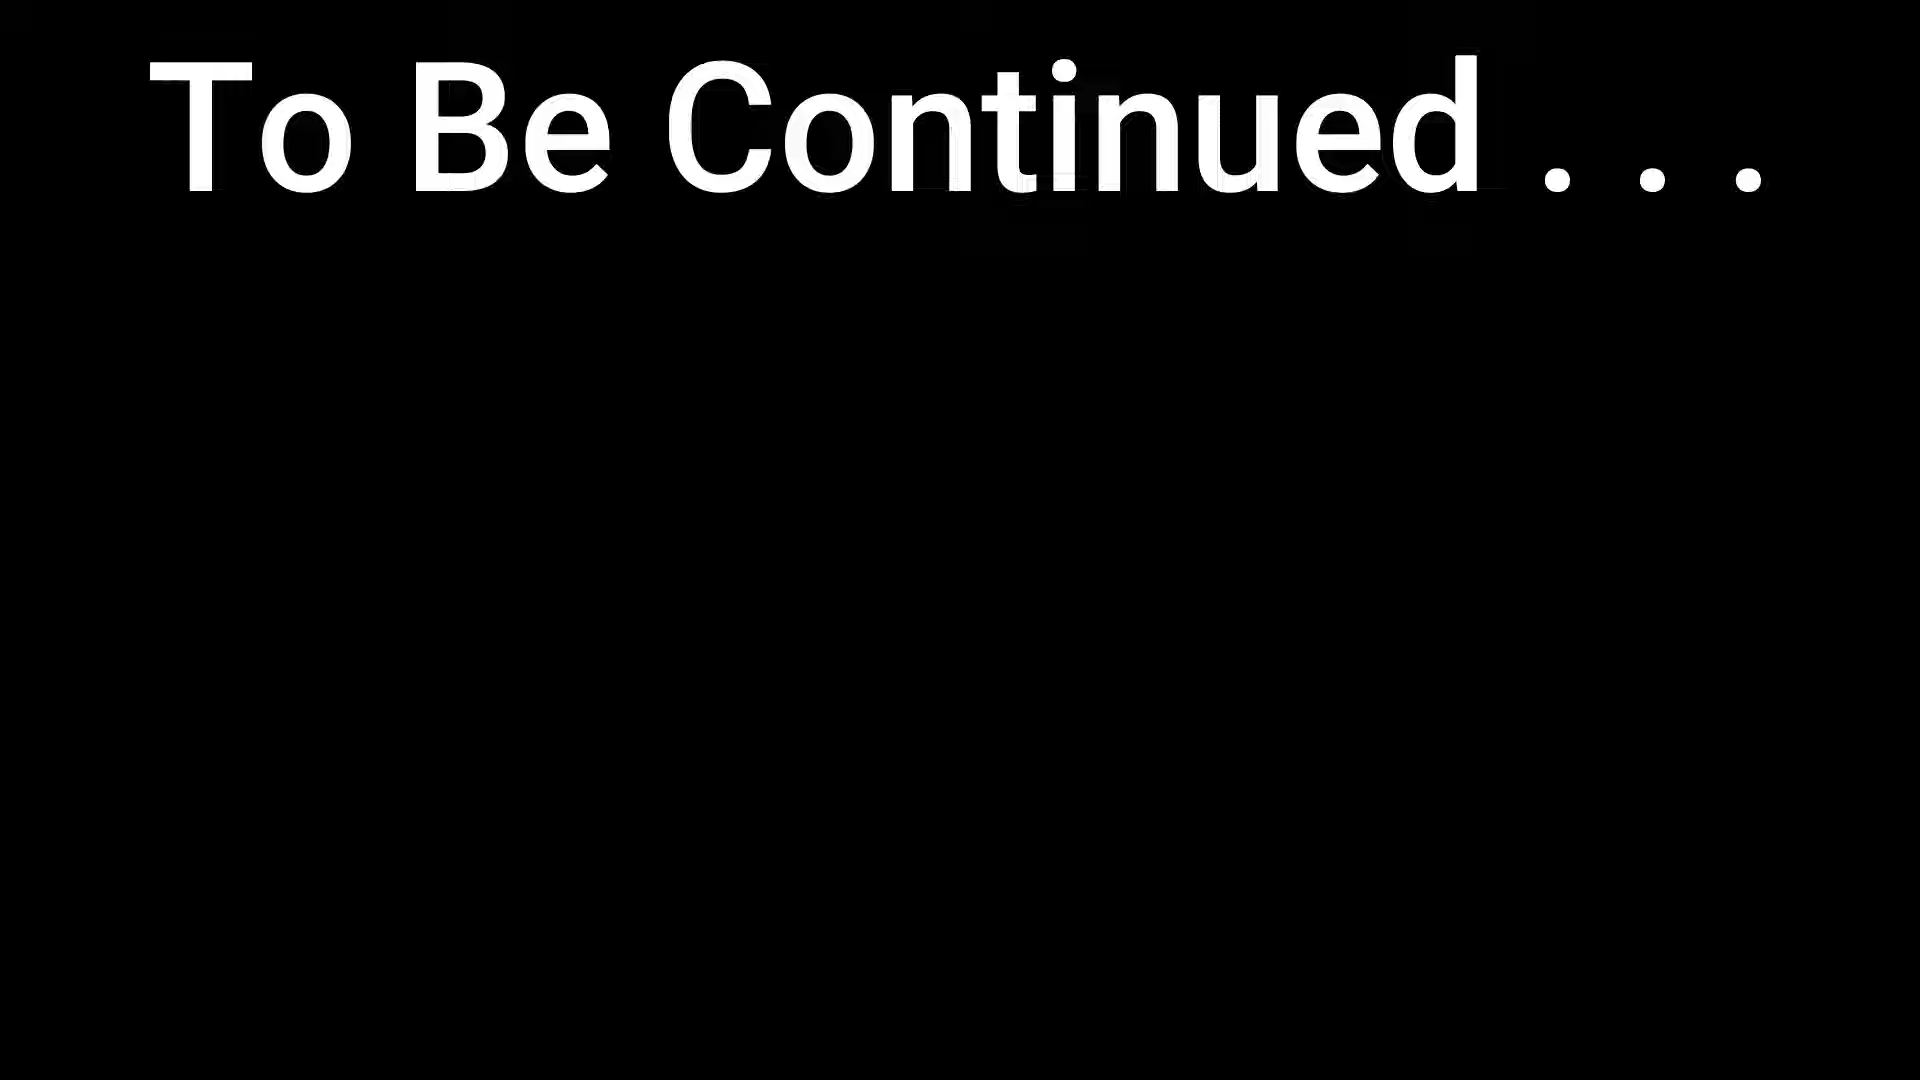 To Be Continued . . .